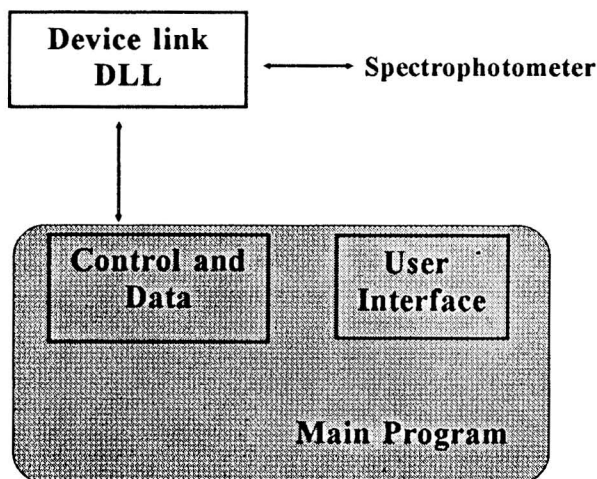 Device link
DLL
Spectrophotometer
Control and
Data
User
Interface
Main Program